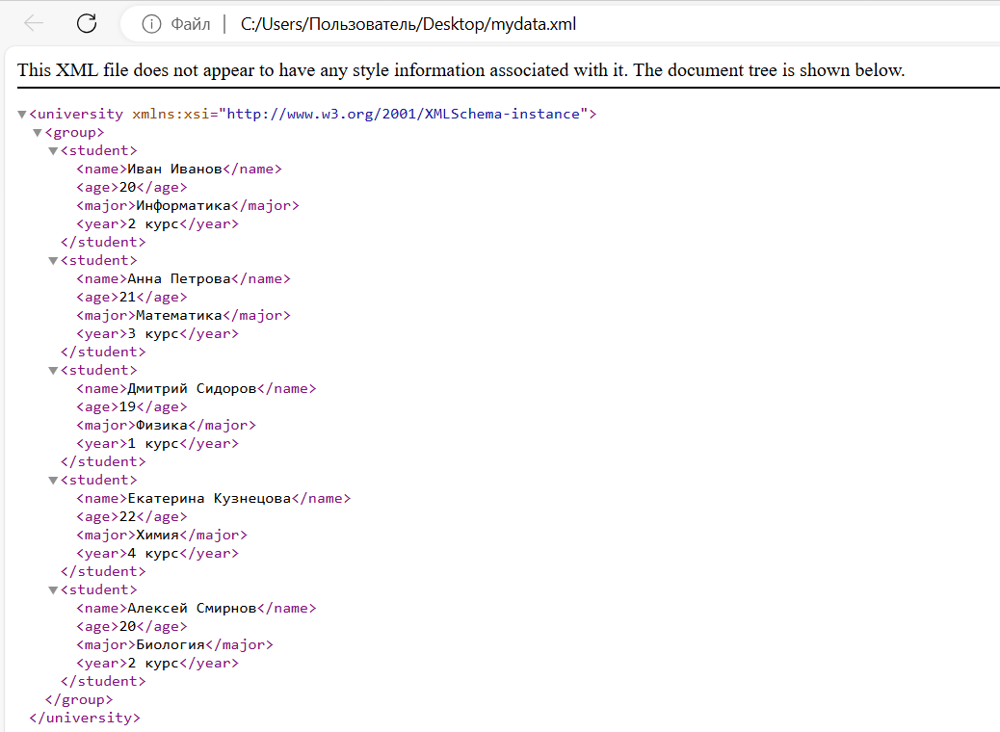 Файл | C:/Users/Пользователь/Desktop/mydata.xml
This XML file does not appear to have any style information associated with it. The document tree is shown below.
▼<university xmlns:xsi="http://www.w3.org/2001/XMLSchema-instance">
▼<group>
▼<student>
<name>Иван Иванов</name>
<age>20</age>
<major>Информатика</major>
<year>2 курс</year>
</student>
▼<student>
<name>Анна Петрова</name>
<age>21</age>
<major>Математика</major>
<year>3 курс</year>
</student>
▼<student>
<name>Дмитрий Сидоров</name>
<age>19</age>
<major>Физика</major>
<year>1 курс</year>
</student>
▼<student>
<name>Екатерина Кузнецова</name>
<age>22</age>
<major>Химия</major>
<year>4 курс</year>
</student>
▼<student>
<name>Алексей Смирнов</name>
<age>20</age>
<major>Биология</major>
<year>2 курс</year>
</student>
</group>
</university>